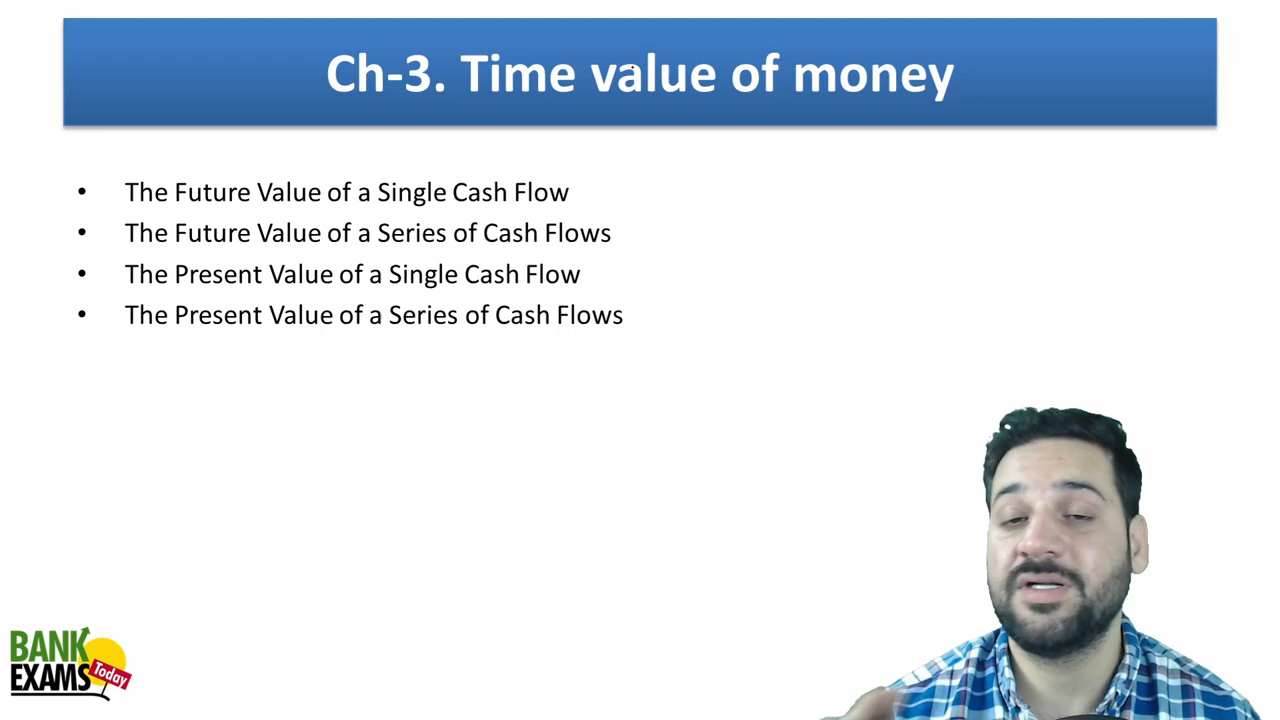 Ch-3. Time value of money
• The Future Value of a Single Cash Flow
• The Future Value of a Series of Cash Flows
• The Present Value of a Single Cash Flow
• The Present Value of a Series of Cash Flows
BANK
EXAMS Today